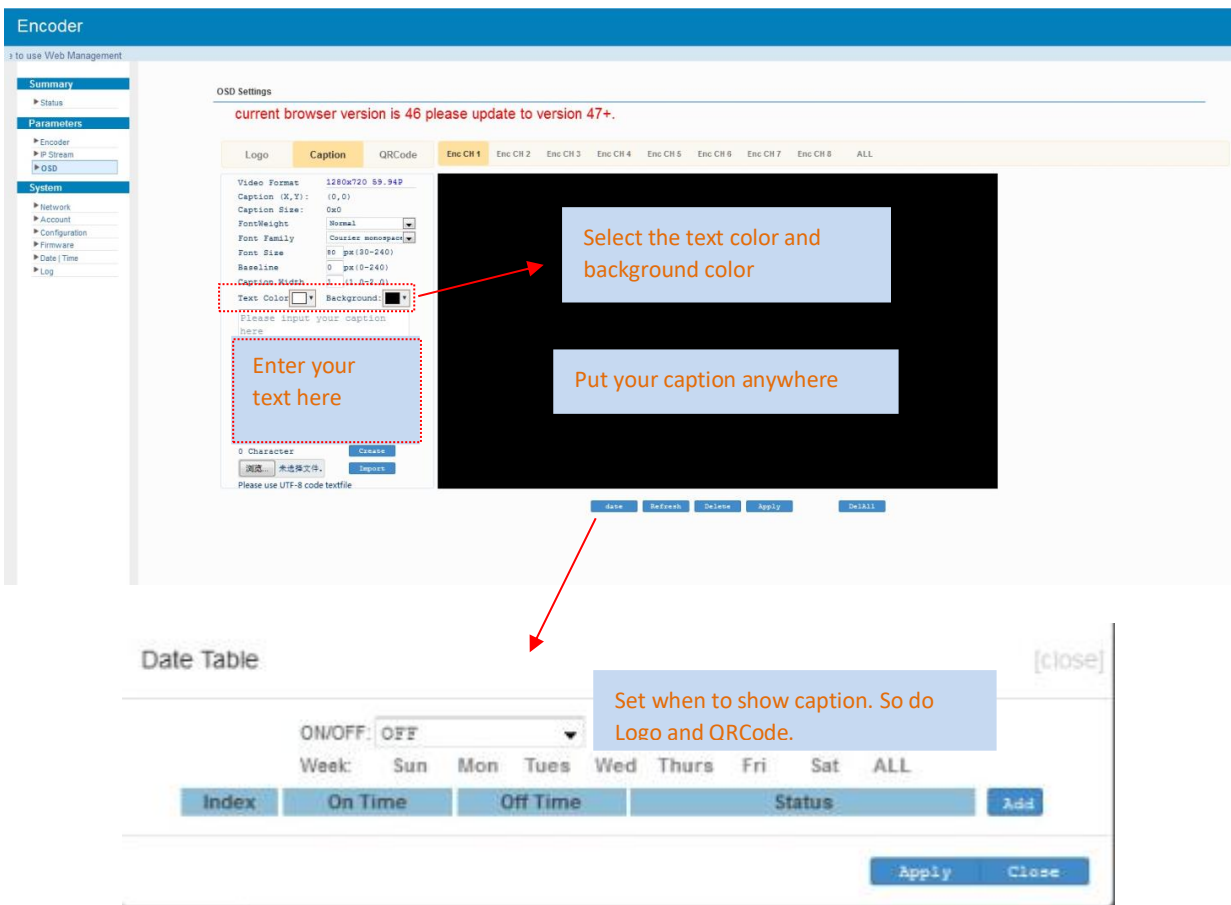 Encoder
to use Web Management
Summary
Status
Parameters
Encoder
IP Stream
OSD
System
Network
Account
Configuration
Firmware
Date | Time
Log
OSD Settings
current browser version is 46 please update to version 47+.
Logo Caption QRCode Enc CH 1 Enc CH 2 Enc CH 3 Enc CH 4 Enc CH 5 Enc CH 6 Enc CH 7 Enc CH 8 ALL
Video Format 1280x720 59.94P
Caption (X,Y): (0,0)
Caption Size: 0x0
FontWeight Normal
Font Family Courier monospace
Font Size 80 px(30-240)
Baseline 0 px(0-240)
Caption Width 1 (1.0-2.0)
Text Color Background:
Please input your caption
here
Enter your
text here
0 Character Create
浏览... 未选择文件. Import
Please use UTF-8 code textfile
Select the text color and
background color
Put your caption anywhere
date Refresh Delete Apply DelAll
Date Table [close]
Set when to show caption. So do
Logo and QRCode.
ON/OFF: OFF
Week: Sun Mon Tues Wed Thurs Fri Sat ALL
Index On Time Off Time Status Add
Apply Close